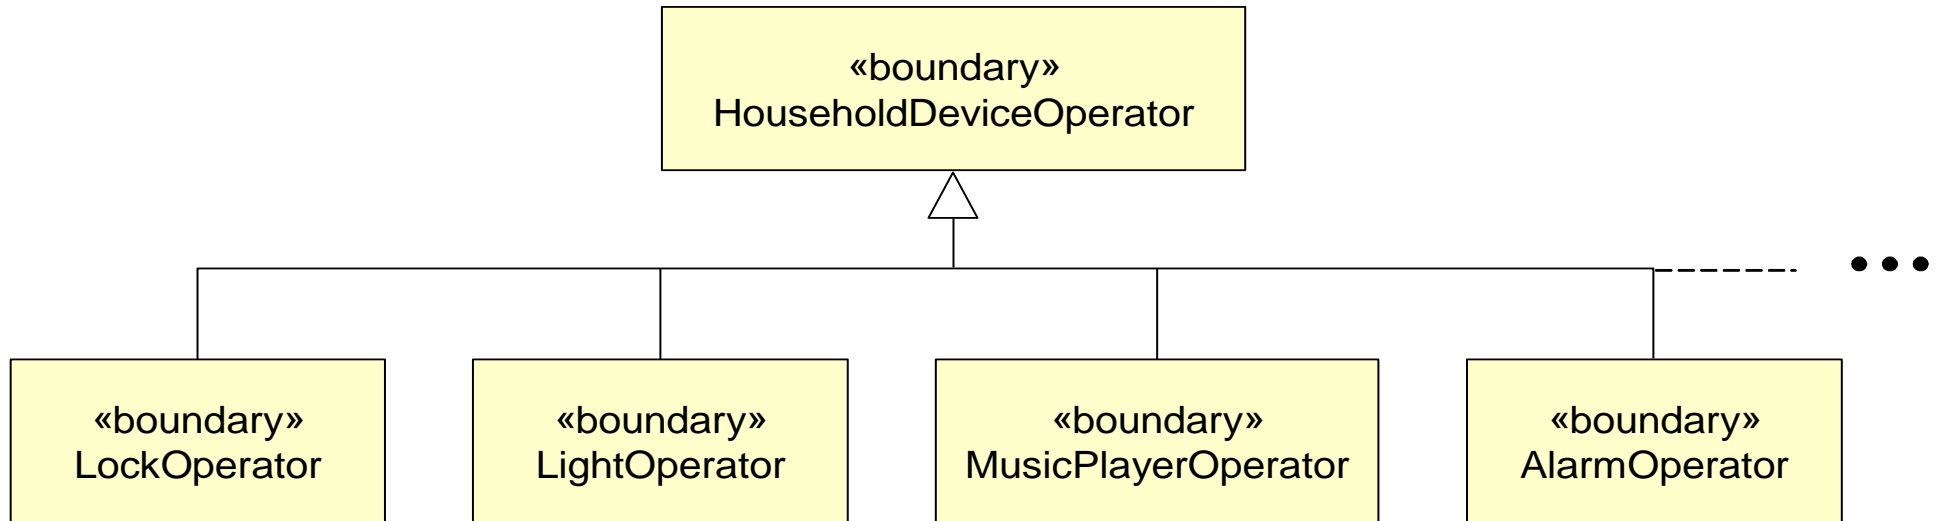 «boundary»
HouseholdDeviceOperator
«boundary»
LockOperator
«boundary»
LightOperator
«boundary»
MusicPlayerOperator
«boundary»
AlarmOperator